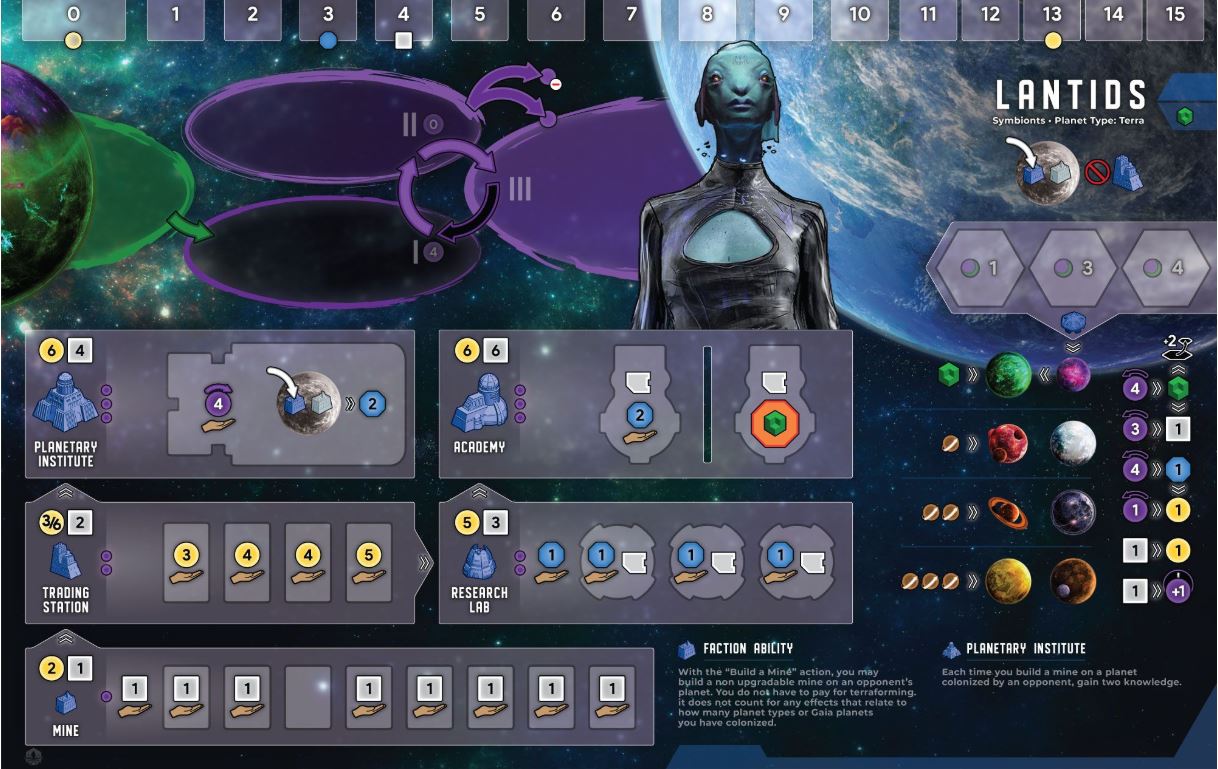 0 1 2 3 4 5 6 7 8 9 10 11 12 13 14 15
LANTIDS
Symbionts • Planet Type: Terra
II 0
III
I 4
1 3 4
6 4
PLANETARY
INSTITUTE
4
2
6 6
ACADEMY
2
3/6 2
TRADING
STATION
3 4 4 5
5 3
RESEARCH
LAB
1 1 1 1
2 1
MINE
1 1 1 1 1 1 1 1
+2
4
3 1
4 1
1 1
1 1
1 +1
FACTION ABILITY
With the “Build a Mine” action, you may
build a non upgradable mine on an opponent’s
planet. You do not have to pay for terraforming.
it does not count for any effects that relate to
how many planet types or Gaia planets
you have colonized.
PLANETARY INSTITUTE
Each time you build a mine on a planet
colonized by an opponent, gain two knowledge.